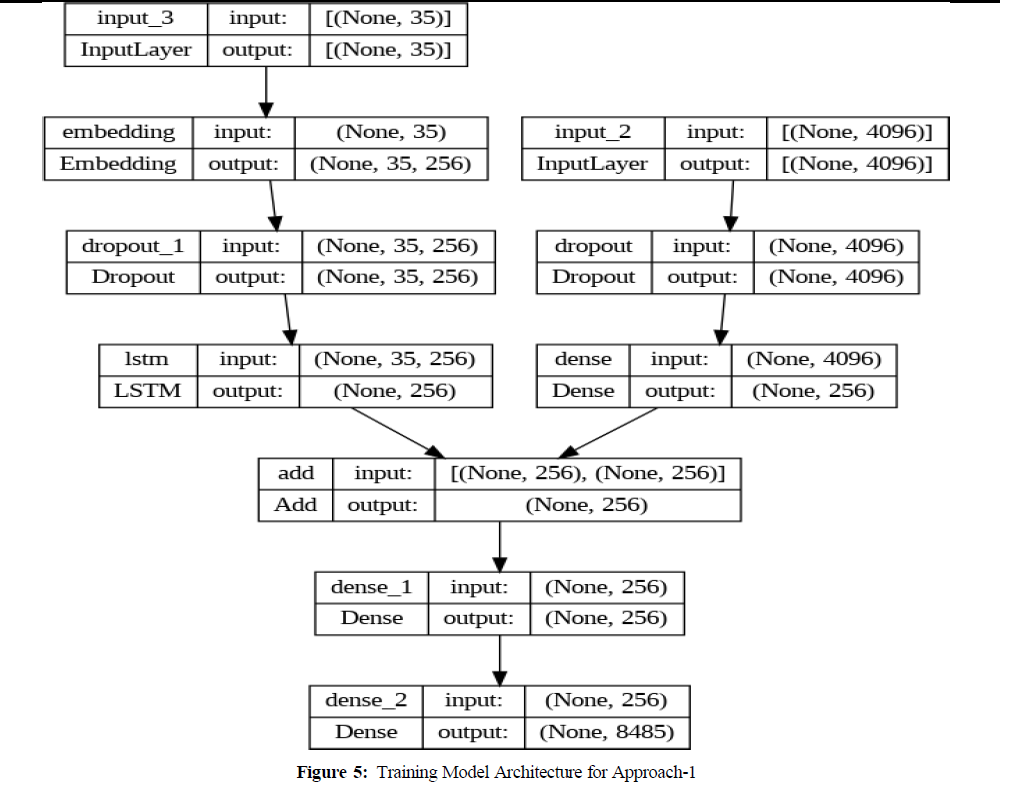 input_3 input: [(None, 35)]
InputLayer output: [(None, 35)]
embedding input: (None, 35)
Embedding output: (None, 35, 256)
input_2 input: [(None, 4096)]
InputLayer output: [(None, 4096)]
dropout_1 input: (None, 35, 256)
Dropout output: (None, 35, 256)
dropout input: (None, 4096)
Dropout output: (None, 4096)
lstm input: (None, 35, 256)
LSTM output: (None, 256)
dense input: (None, 4096)
Dense output: (None, 256)
add input: [(None, 256), (None, 256)]
Add output: (None, 256)
dense_1 input: (None, 256)
Dense output: (None, 256)
dense_2 input: (None, 256)
Dense output: (None, 8485)
Figure 5: Training Model Architecture for Approach-1